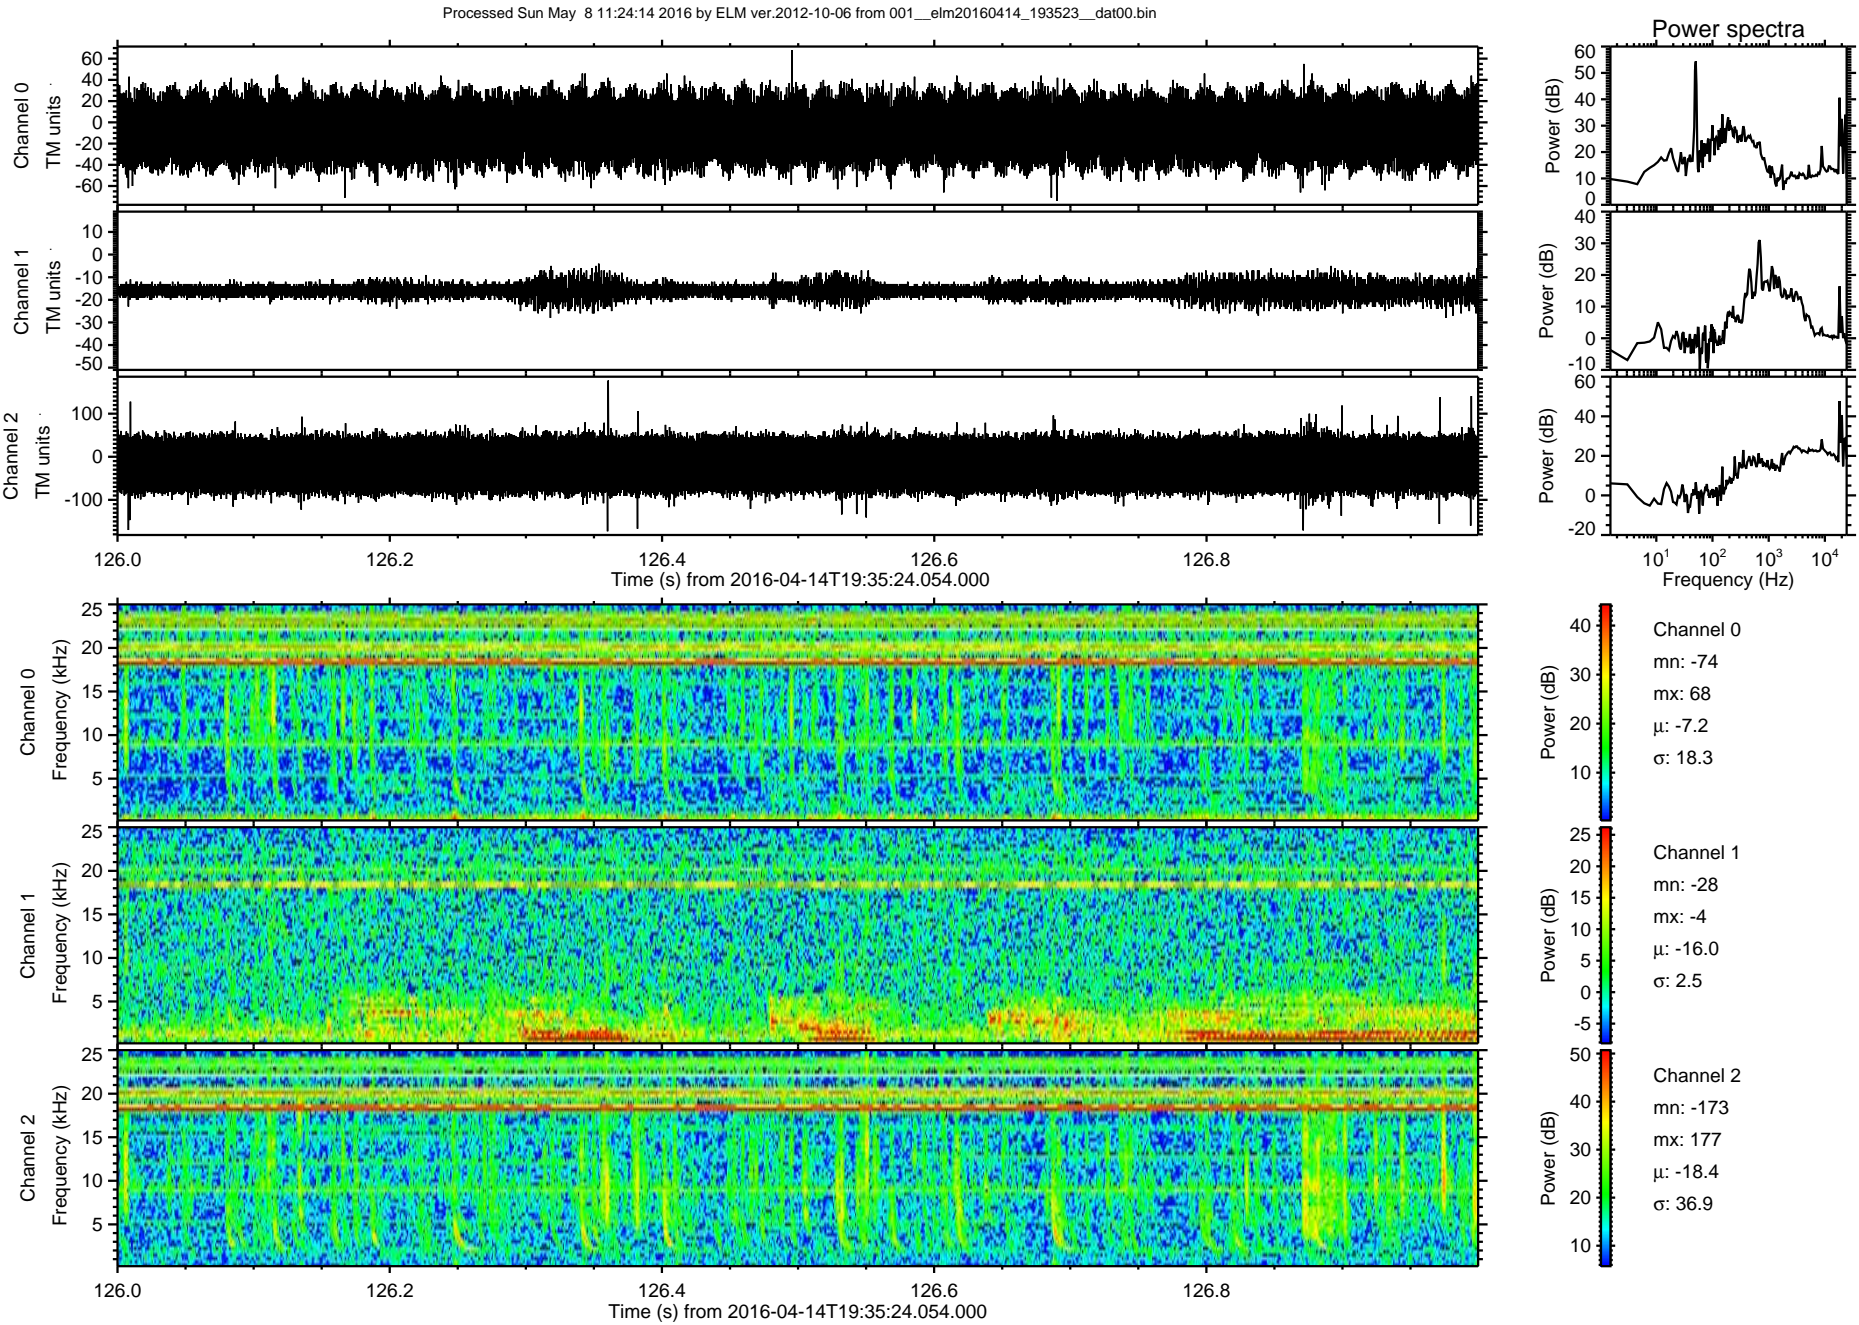 Processed Sun May  8 11:24:14 2016 by ELM ver.2012-10-06 from 001__elm20160414_193523__dat00.bin
Power spectra
Channel 0
TM units
60
40
20
0
-20
-40
-60
Power (dB)
60
50
40
30
20
10
0
Channel 1
TM units
10
0
-10
-20
-30
-40
-50
Power (dB)
40
30
20
10
0
-10
Channel 2
TM units
100
0
-100
Power (dB)
60
40
20
0
-20
126.0 126.2 126.4 126.6 126.8
Time (s) from 2016-04-14T19:35:24.054.000
10¹ 10² 10³ 10⁴
Frequency (Hz)
Channel 0
Frequency (kHz)
25
20
15
10
5
Power (dB)
40
30
20
10
Channel 0
mn: -74
mx: 68
µ: -7.2
σ: 18.3
Channel 1
Frequency (kHz)
25
20
15
10
5
Power (dB)
25
20
15
10
5
0
-5
Channel 1
mn: -28
mx: -4
µ: -16.0
σ: 2.5
Channel 2
Frequency (kHz)
25
20
15
10
5
Power (dB)
50
40
30
20
10
Channel 2
mn: -173
mx: 177
µ: -18.4
σ: 36.9
126.0 126.2 126.4 126.6 126.8
Time (s) from 2016-04-14T19:35:24.054.000